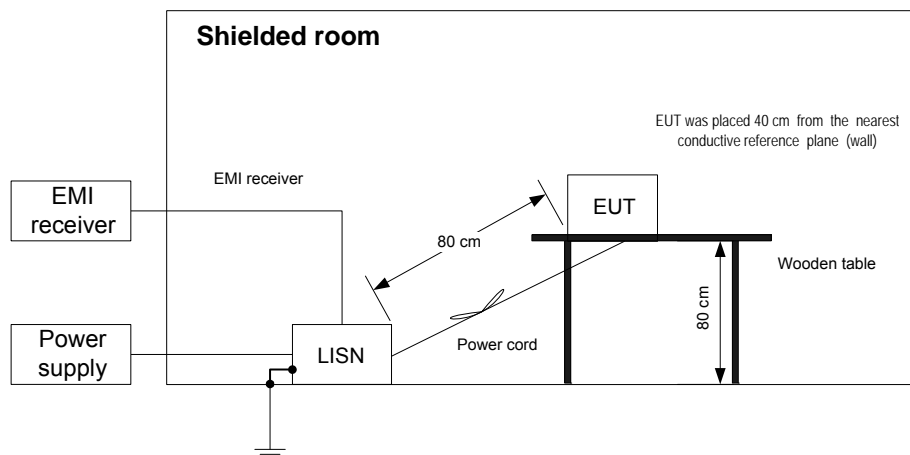 Shielded room
EUT was placed 40 cm from the nearest
conductive reference plane (wall)
EMI receiver
EMI
receiver
EUT
80 cm
Wooden table
80 cm
Power
supply
LISN
Power cord